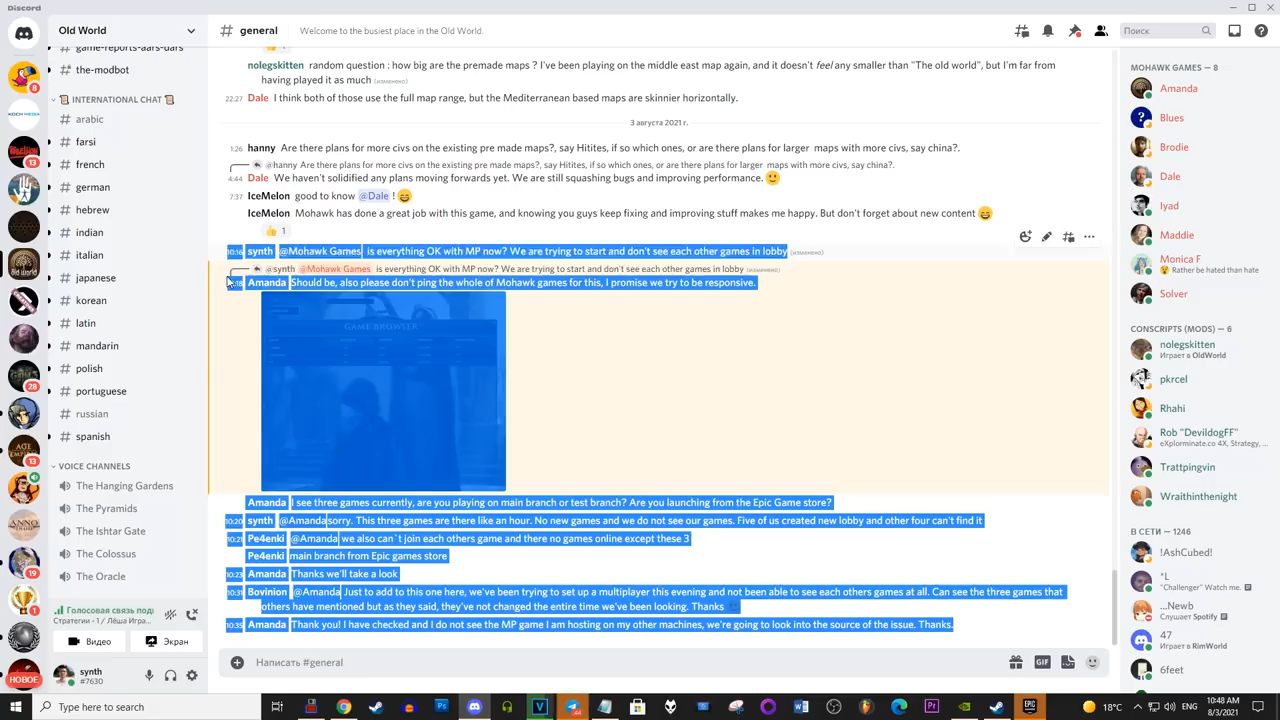 Discord
Old World
general
Welcome to the busiest place in the Old World.
Поиск
game-reports-aars-dars
the-modbot
INTERNATIONAL CHAT
arabic
farsi
french
german
hebrew
indian
italian
japanese
korean
latin
mandarin
polish
portuguese
russian
spanish
VOICE CHANNELS
The Hanging Gardens
The Pyramids
The Ishtar Gate
The Colossus
The Oracle
Голосовая связь подк
Стратегии - 1 / Лёша Игра...
Видео
Экран
synth
#7630
8
13
28
13
19
1
НОВОЕ
nolegskitten random question : how big are the premade maps ? I've been playing on the middle east map again, and it doesn't feel any smaller than "The old world", but I'm far from
having played it as much (изменено)
22:27 Dale I think both of those use the full map range, but the Mediterranean based maps are skinnier horizontally.
3 августа 2021 г.
1:26 hanny Are there plans for more civs on the existing pre made maps?, say Hitites, if so which ones, or are there plans for larger maps with more civs, say china?.
@hanny Are there plans for more civs on the existing pre made maps?, say Hitites, if so which ones, or are there plans for larger maps with more civs, say china?.
4:44 Dale We haven't solidified any plans moving forwards yet. We are still squashing bugs and improving performance.
7:37 IceMelon good to know @Dale !
IceMelon Mohawk has done a great job with this game, and knowing you guys keep fixing and improving stuff makes me happy. But don't forget about new content
1
10:16 synth @Mohawk Games is everything OK with MP now? We are trying to start and don't see each other games in lobby (изменено)
@synth @Mohawk Games is everything OK with MP now? We are trying to start and don't see each other games in lobby (изменено)
Amanda Should be, also please don't ping the whole of Mohawk games for this, I promise we try to be responsive.
GAME BROWSER
Amanda I see three games currently, are you playing on main branch or test branch? Are you launching from the Epic Game store?
10:20 synth @Amanda sorry. This three games are there like an hour. No new games and we do not see our games. Five of us created new lobby and other four can't find it
10:21 Pe4enki @Amanda we also can`t join each others game and there no games online except these 3
Pe4enki main branch from Epic games store
10:23 Amanda Thanks we'll take a look
10:31 Bovinion @Amanda Just to add to this one here, we've been trying to set up a multiplayer this evening and not been able to see each others games at all. Can see the three games that
others have mentioned but as they said, they've not changed the entire time we've been looking. Thanks
10:35 Amanda Thank you! I have checked and I do not see the MP game I am hosting on my other machines, we're going to look into the source of the issue. Thanks.
Написать #general
GIF
MOHAWK GAMES — 8
Amanda
Blues
Brodie
Dale
Iyad
Maddie
Monica F
Rather be hated than hate
Solver
CONSCRIPTS (MODS) — 6
nolegskitten
Играет в OldWorld
pkrcel
Rhahi
Rob "DevildogFF"
eXplorminate.co 4X, Strategy, ...
Trattpingvin
Wraithinthenight
В СЕТИ — 1246
!AshCubed!
"L
"Challenger" Watch me.
...Newb
Слушает Spotify
47
Играет в RimWorld
6feet
Type here to search
18°C
10:48 AM
8/3/2021